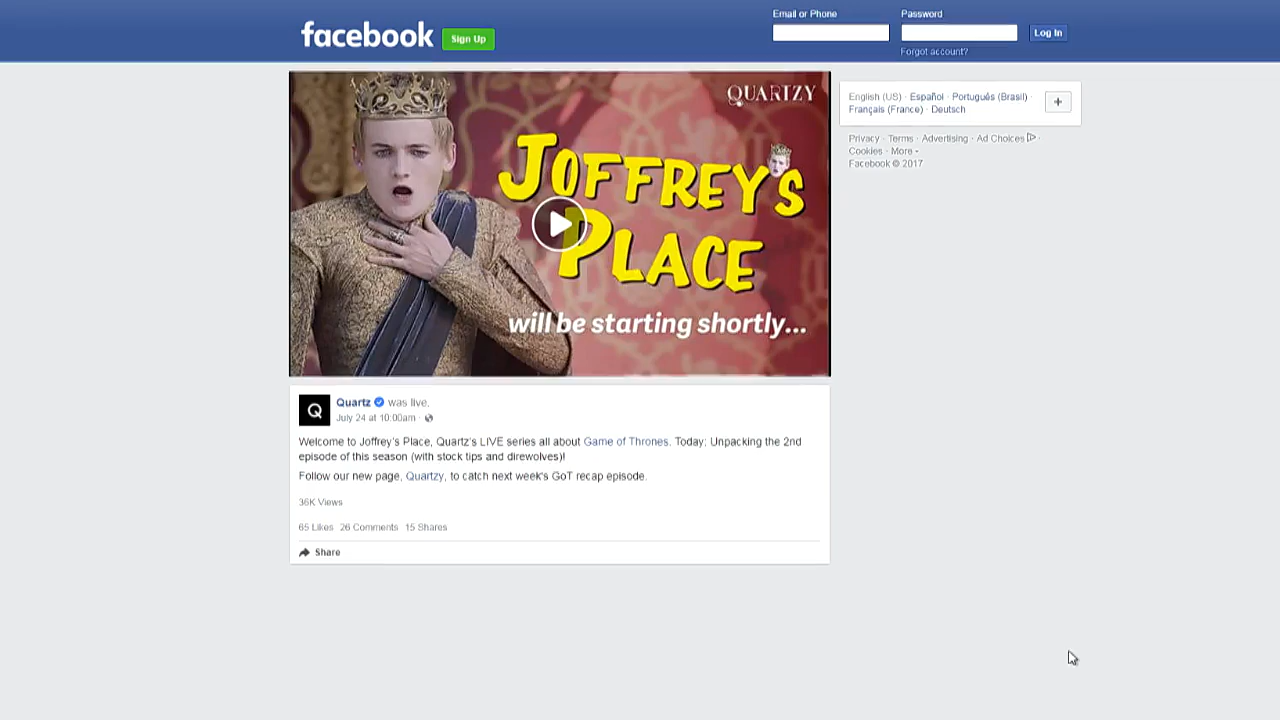 facebook
Sign Up
Email or Phone
Password
Log In
Forgot account?
QUARTZY
JOFFREY'S
PLACE
will be starting shortly...
English (US) · Español · Português (Brasil) ·
Français (France) · Deutsch
+
Privacy · Terms · Advertising · Ad Choices ·
Cookies · More
Facebook © 2017
Q
Quartz was live.
July 24 at 10:00am ·
Welcome to Joffrey's Place, Quartz's LIVE series all about Game of Thrones. Today: Unpacking the 2nd
episode of this season (with stock tips and direwolves)!
Follow our new page, Quartzy, to catch next week's GoT recap episode.
36K Views
65 Likes 26 Comments 15 Shares
Share